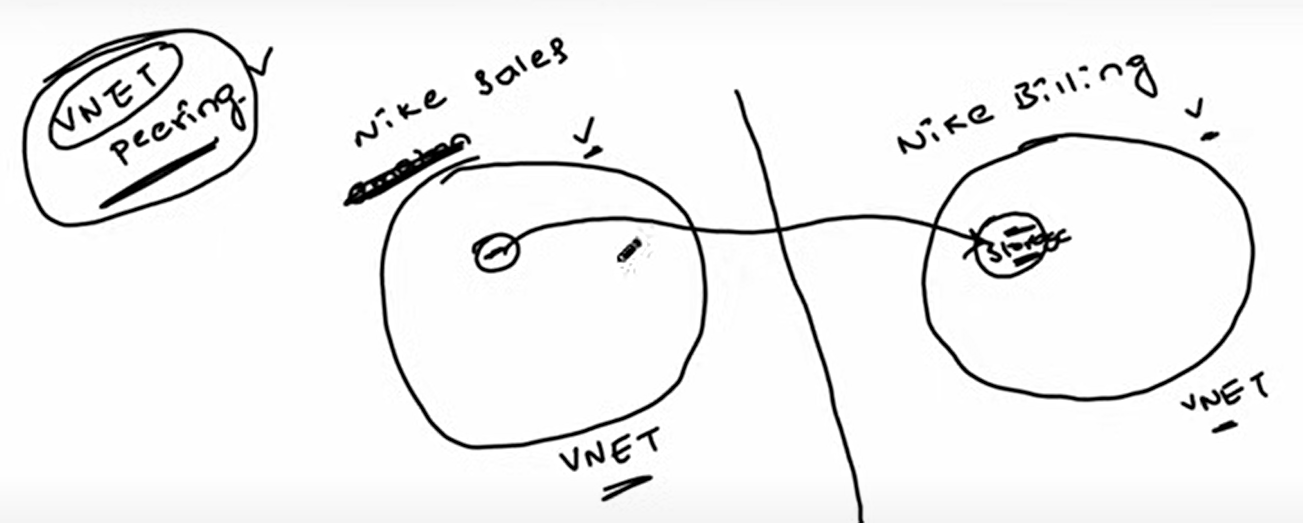 VNET
peering.
Nike Sales
Nike Billing
Storage
VNET
VNET